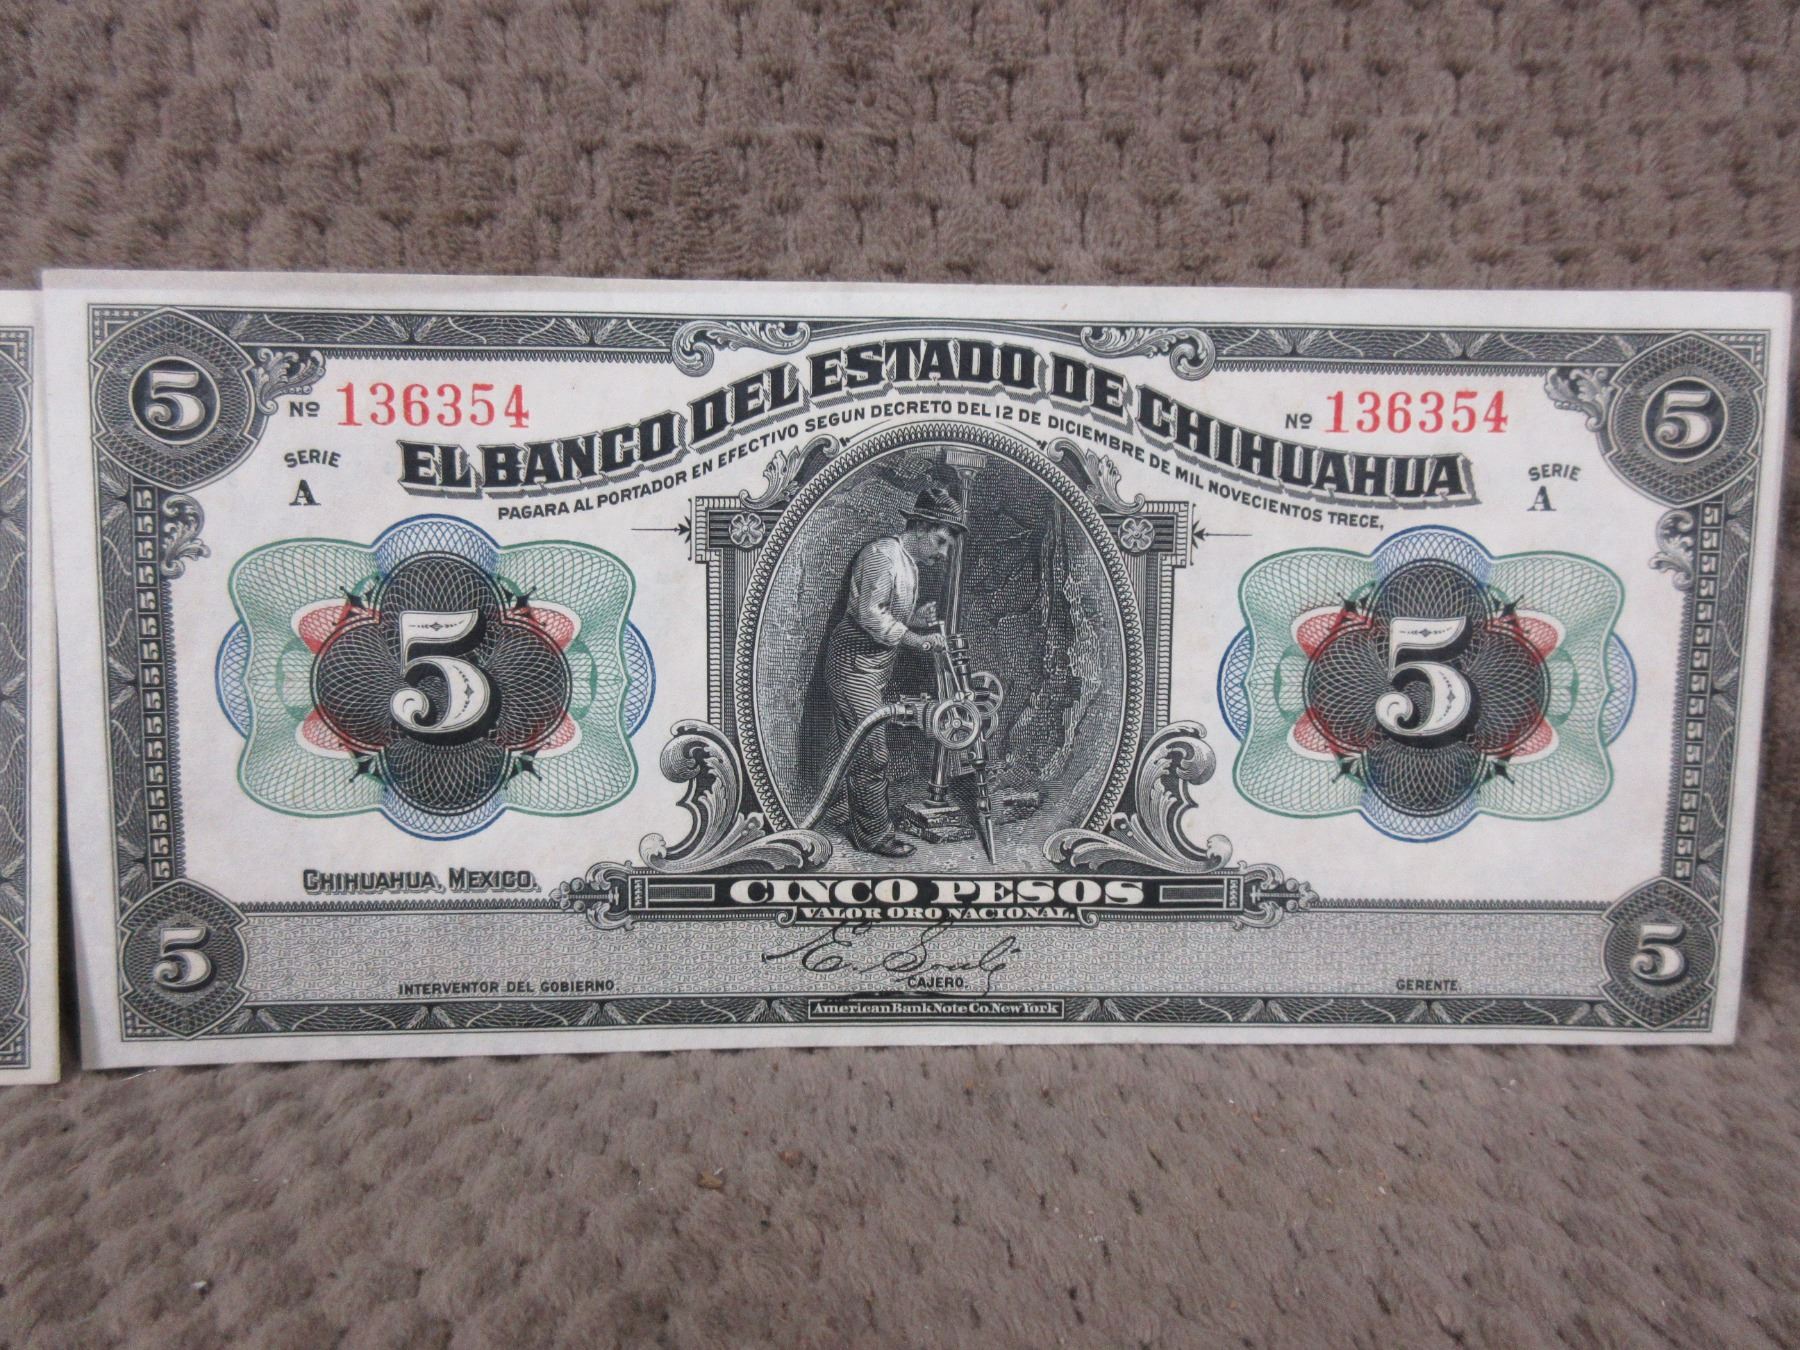 5
5
Nº 136354
Nº 136354
EL BANCO DEL ESTADO DE CHIHUAHUA
SERIE
A
SERIE
A
PAGARA AL PORTADOR EN EFECTIVO SEGUN DECRETO DEL 12 DE DICIEMBRE DE MIL NOVECIENTOS TRECE,
5
5
CHIHUAHUA, MEXICO.
CINCO PESOS
VALOR ORO NACIONAL.
5
5
INTERVENTOR DEL GOBIERNO.
CAJERO.
GERENTE.
American Bank Note Co. New York